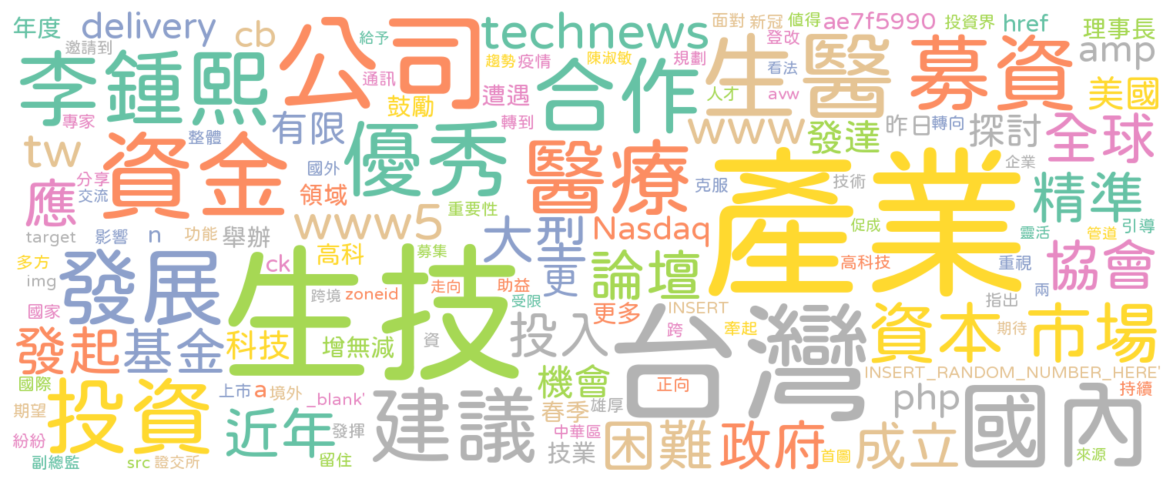 年度 delivery cb 公司 technews 面對 新冠 值得 ae7f5990 投資界 href 理事長
邀請到 給予 登改 amp
李鍾熙 通訊 趨勢 疫情 陳淑敏 規劃 生醫 募資
鼓勵 遭遇 合作 看法 美國
專家 整體 有限 轉到 人才 avw
tw 資金 優秀 www 發達 昨日 轉向 探討 全球
國外 醫療 企業
應 分享 領域 克服 技術 精準
交流 重要性 產業
target 影響 n 功能 舉辦 www5 大型 Nasdaq 促成 靈活 管道 引導
多方 ck 高科 募集 更 論壇 高科技 重視 協會
img 發展 生技 走向 助益 兩
國家 跨境 zoneid 受限 更多 INSERT 指出
發起 基金 科技 增無減 資 投入 台灣 跨 牽起 資本 期待 市場
國際 上市 a 境外 機會 正向 INSERT_RANDOM_NUMBER_HERE'
投資 _blank' 建議 php 持續
期望 近年 發揮 春季 雄厚 國內
紛紛 中華區 困難 政府 成立
副總監 src 證交所 留住 技業 首圖 來源